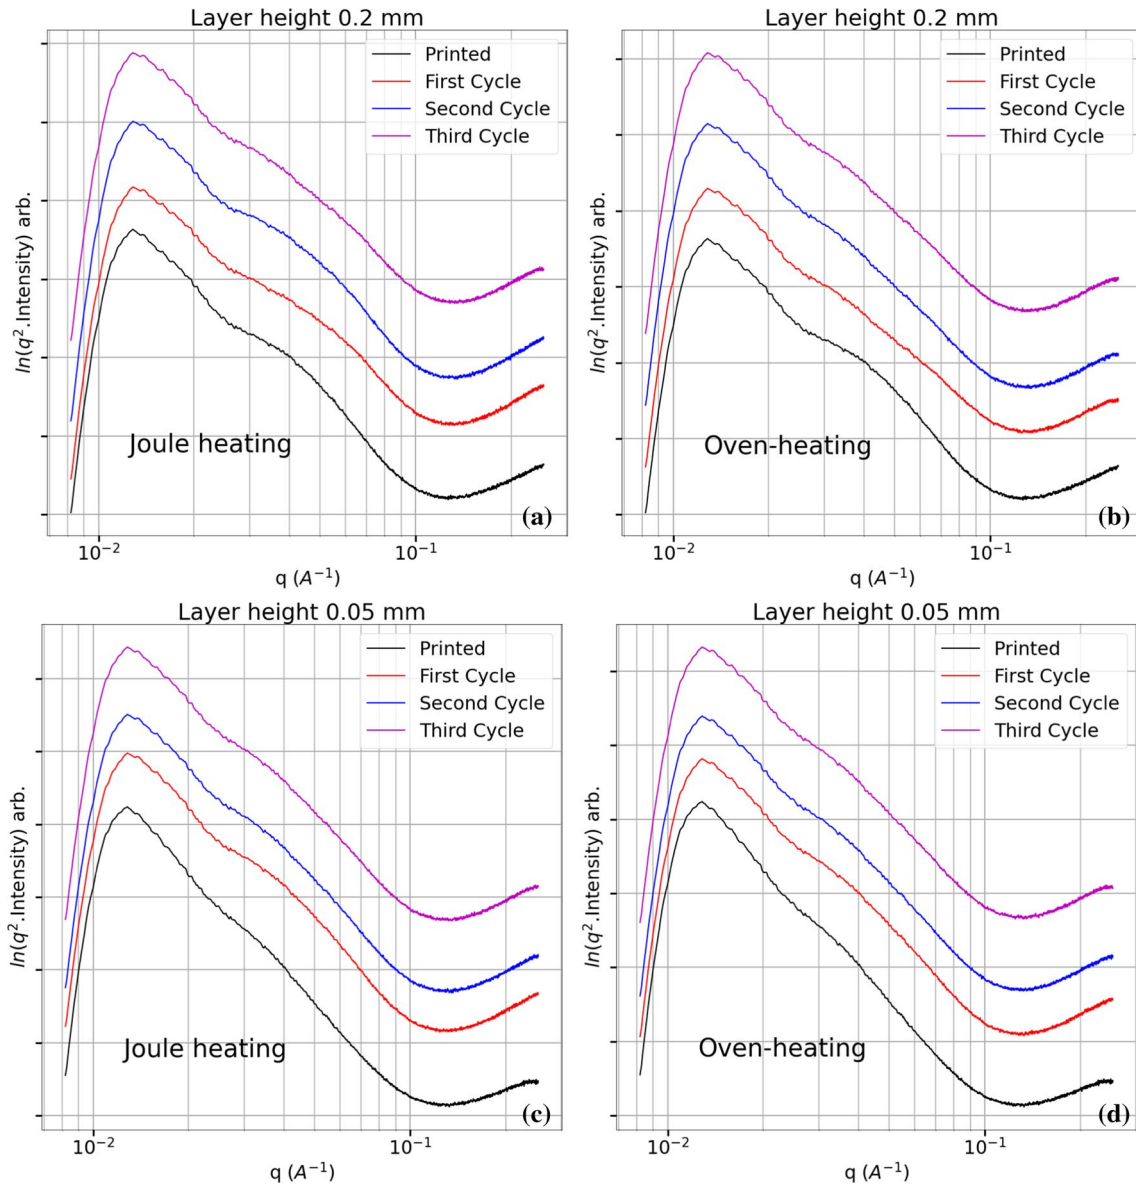 Layer height 0.2 mm
Printed
First Cycle
Second Cycle
Third Cycle
ln(q².Intensity) arb.
Joule heating
(a)
10⁻²
10⁻¹
q (A⁻¹)
Layer height 0.2 mm
Printed
First Cycle
Second Cycle
Third Cycle
ln(q².Intensity) arb.
Oven-heating
(b)
10⁻²
10⁻¹
q (A⁻¹)
Layer height 0.05 mm
Printed
First Cycle
Second Cycle
Third Cycle
ln(q².Intensity) arb.
Joule heating
(c)
10⁻²
10⁻¹
q (A⁻¹)
Layer height 0.05 mm
Printed
First Cycle
Second Cycle
Third Cycle
ln(q².Intensity) arb.
Oven-heating
(d)
10⁻²
10⁻¹
q (A⁻¹)